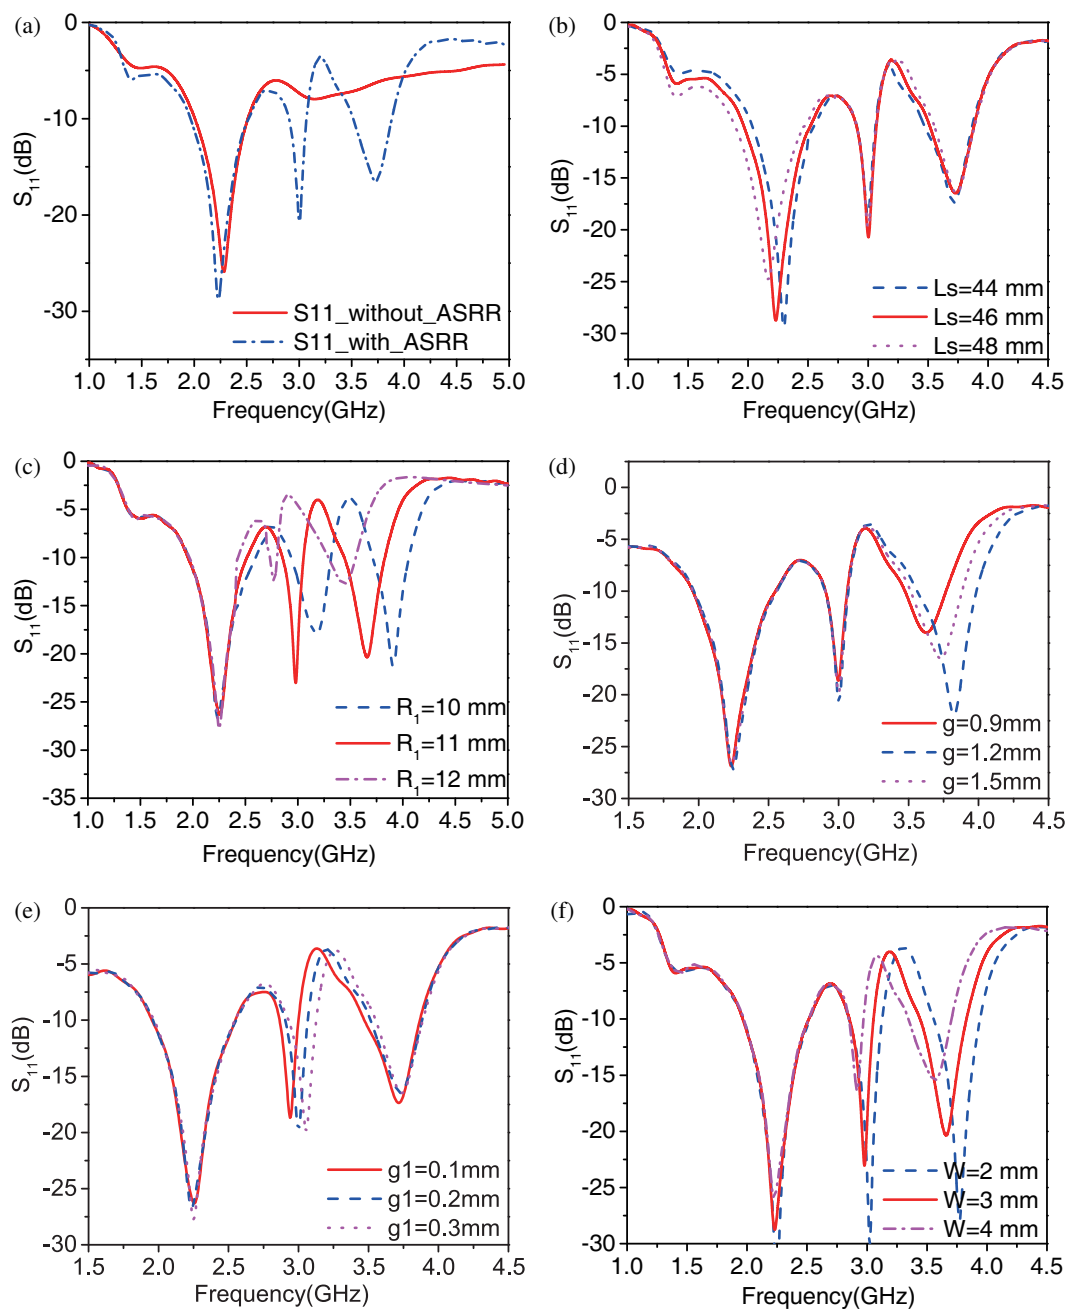 (a)
0
-10
-20
-30
S11(dB)
S11_without_ASRR
S11_with_ASRR
1.0 1.5 2.0 2.5 3.0 3.5 4.0 4.5 5.0
Frequency(GHz)
(b)
0
-5
-10
-15
-20
-25
-30
S11(dB)
Ls=44 mm
Ls=46 mm
Ls=48 mm
1.0 1.5 2.0 2.5 3.0 3.5 4.0 4.5
Frequency(GHz)
(c)
0
-5
-10
-15
-20
-25
-30
-35
S11(dB)
R1=10 mm
R1=11 mm
R1=12 mm
1.0 1.5 2.0 2.5 3.0 3.5 4.0 4.5 5.0
Frequency(GHz)
(d)
0
-5
-10
-15
-20
-25
-30
S11(dB)
g=0.9mm
g=1.2mm
g=1.5mm
1.5 2.0 2.5 3.0 3.5 4.0 4.5
Frequency(GHz)
(e)
0
-5
-10
-15
-20
-25
-30
S11(dB)
g1=0.1mm
g1=0.2mm
g1=0.3mm
1.5 2.0 2.5 3.0 3.5 4.0 4.5
Frequency(GHz)
(f)
0
-5
-10
-15
-20
-25
-30
S11(dB)
W=2 mm
W=3 mm
W=4 mm
1.0 1.5 2.0 2.5 3.0 3.5 4.0 4.5
Frequency(GHz)